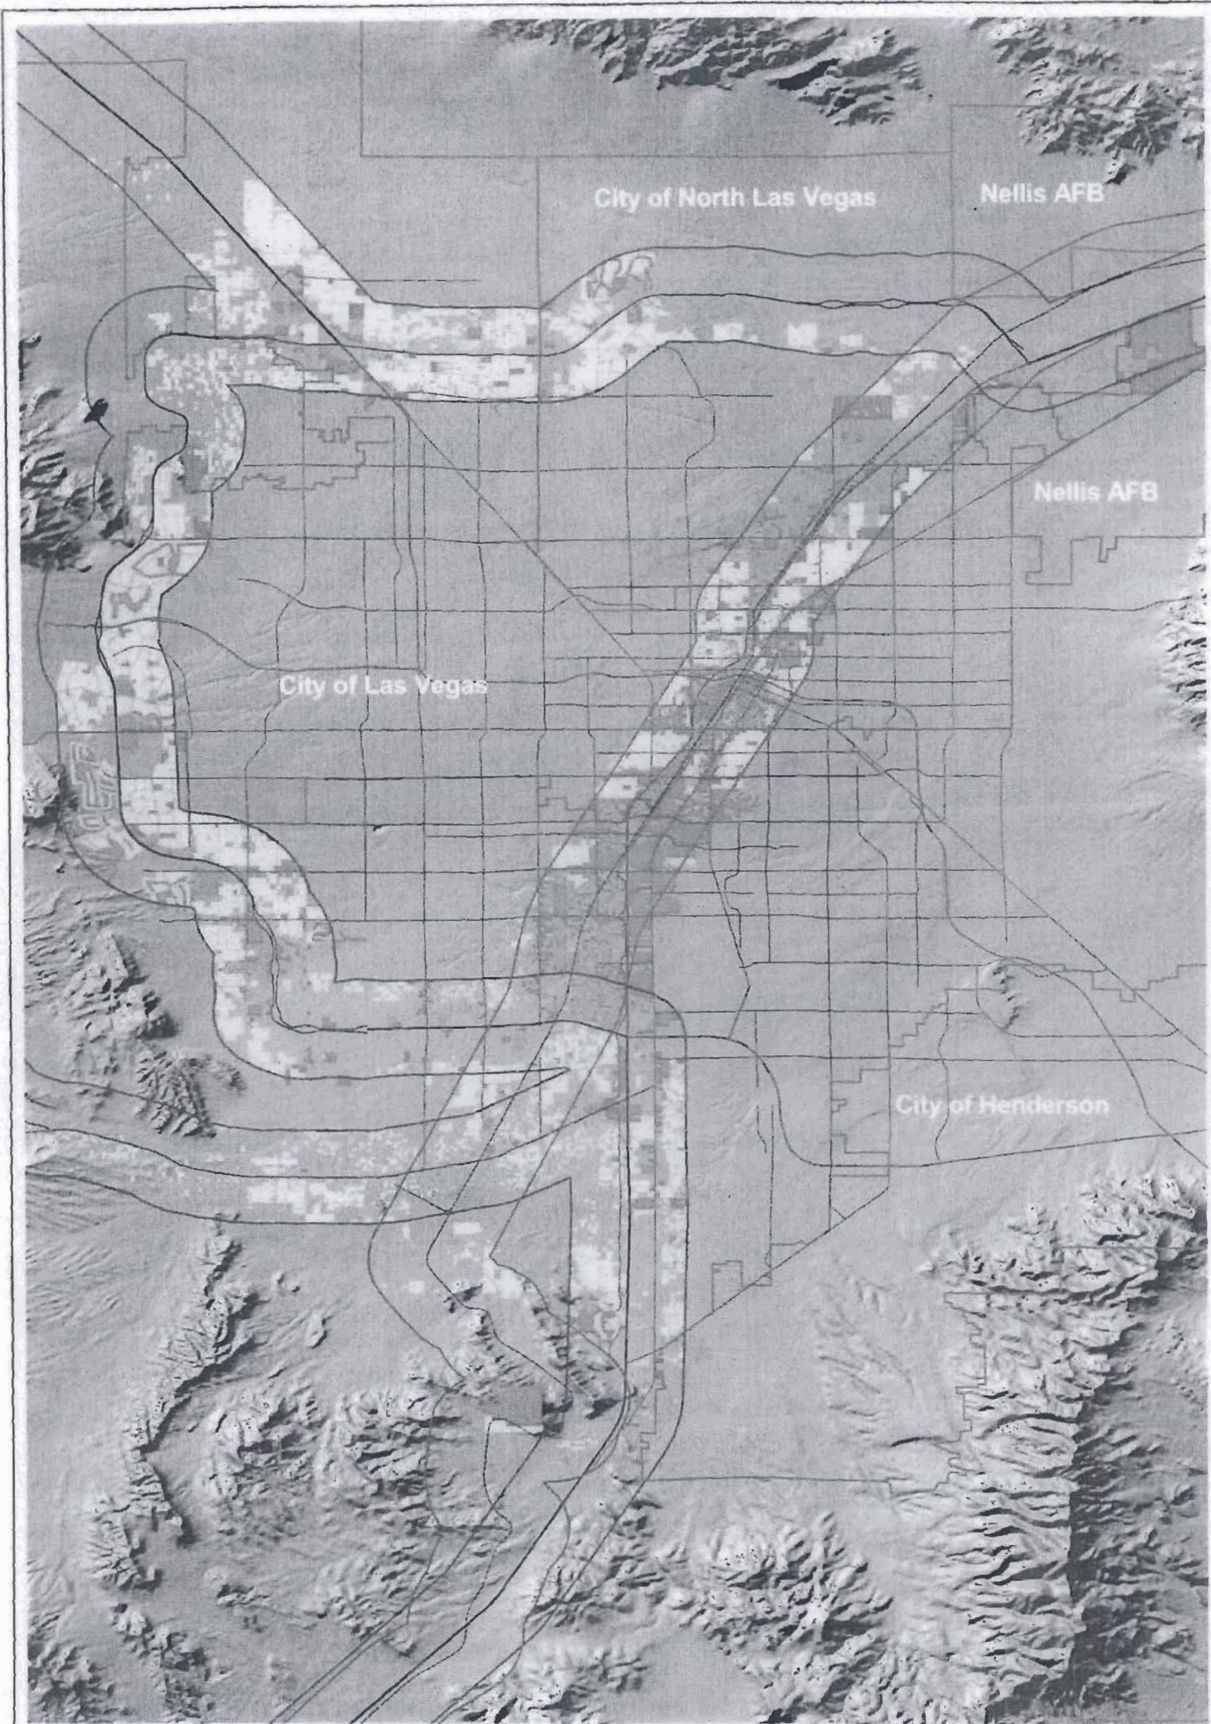 City of North Las Vegas
Nellis AFB
Nellis AFB
City of Las Vegas
City of Henderson